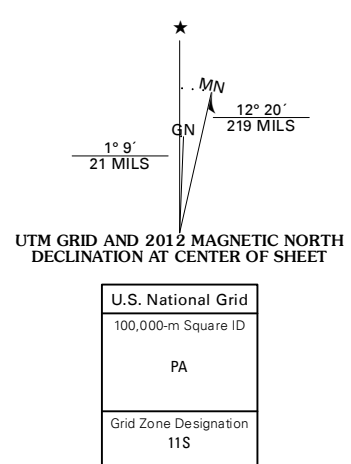 ★
MN
GN
12° 20´
219 MILS
1° 9´
21 MILS
UTM GRID AND 2012 MAGNETIC NORTH
DECLINATION AT CENTER OF SHEET
U.S. National Grid
100,000-m Square ID
PA
Grid Zone Designation
11S